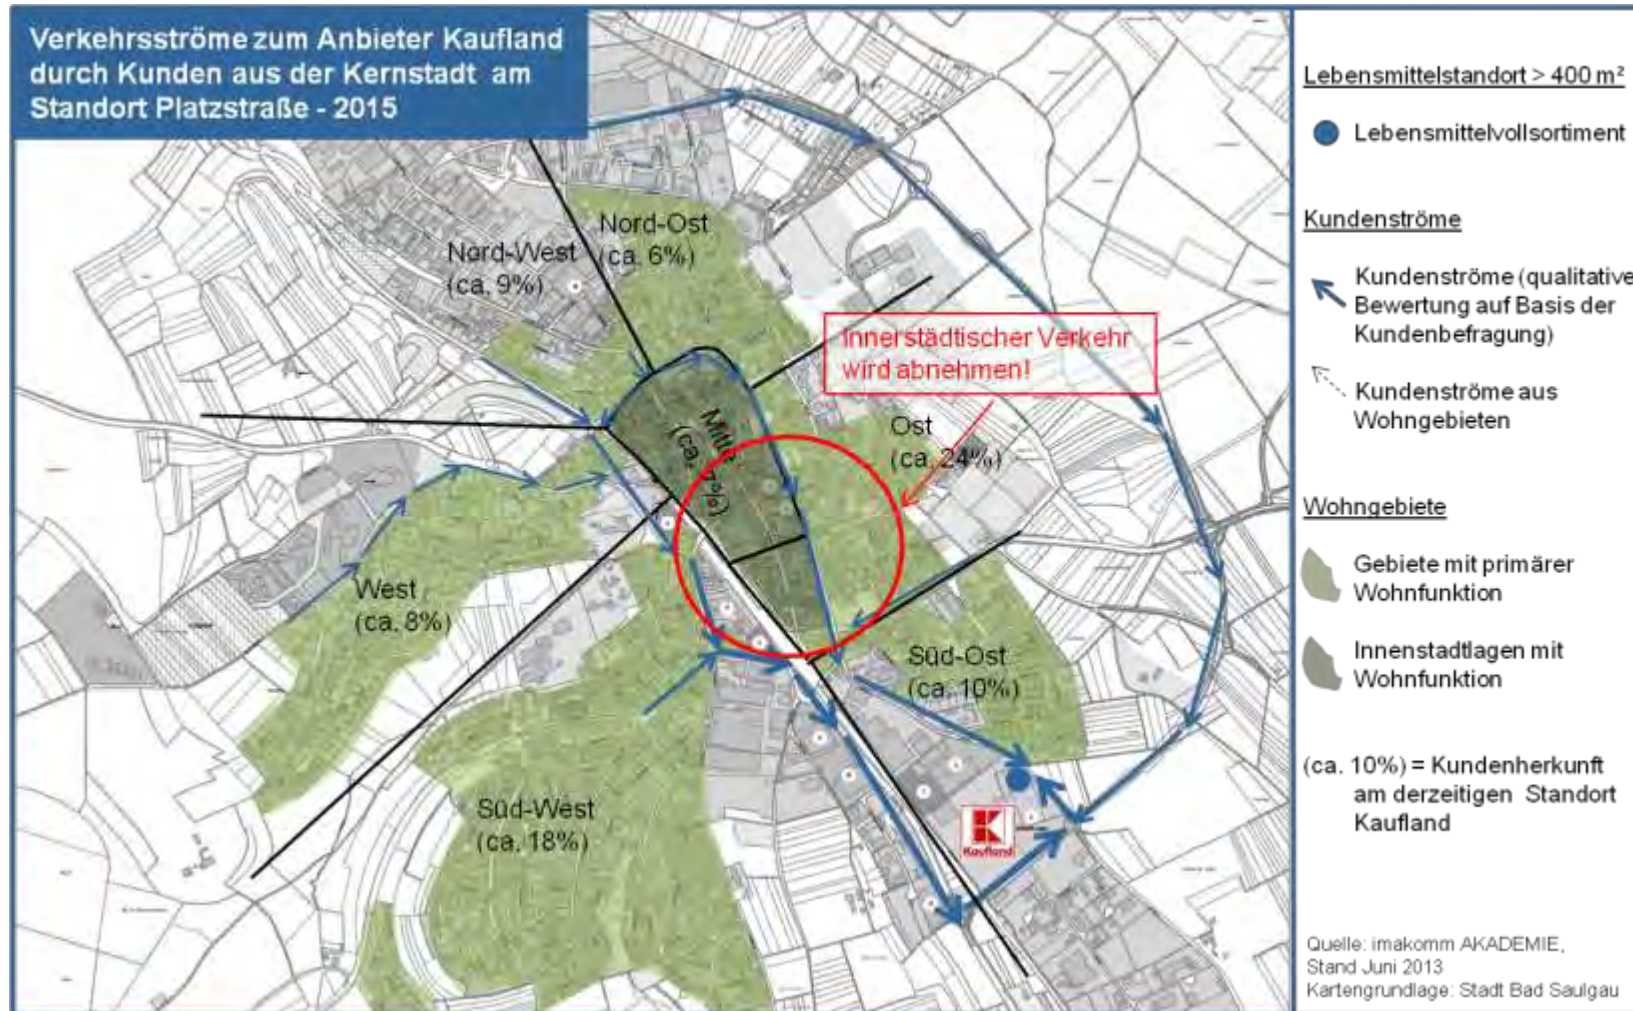 Verkehrsströme zum Anbieter Kaufland
durch Kunden aus der Kernstadt am
Standort Platzstraße - 2015
Nord-Ost
(ca. 6%)
Nord-West
(ca. 9%)
Innerstädtischer Verkehr
wird abnehmen!
Mitte
(ca. 7%)
Ost
(ca. 24%)
West
(ca. 8%)
Süd-Ost
(ca. 10%)
Süd-West
(ca. 18%)
K
Kaufland
Lebensmittelstandort > 400 m²
Lebensmittelvollsortiment
Kundenströme
Kundenströme (qualitative
Bewertung auf Basis der
Kundenbefragung)
Kundenströme aus
Wohngebieten
Wohngebiete
Gebiete mit primärer
Wohnfunktion
Innenstadtlagen mit
Wohnfunktion
(ca. 10%) = Kundenherkunft
am derzeitigen Standort
Kaufland
Quelle: imakomm AKADEMIE,
Stand Juni 2013
Kartengrundlage: Stadt Bad Saulgau